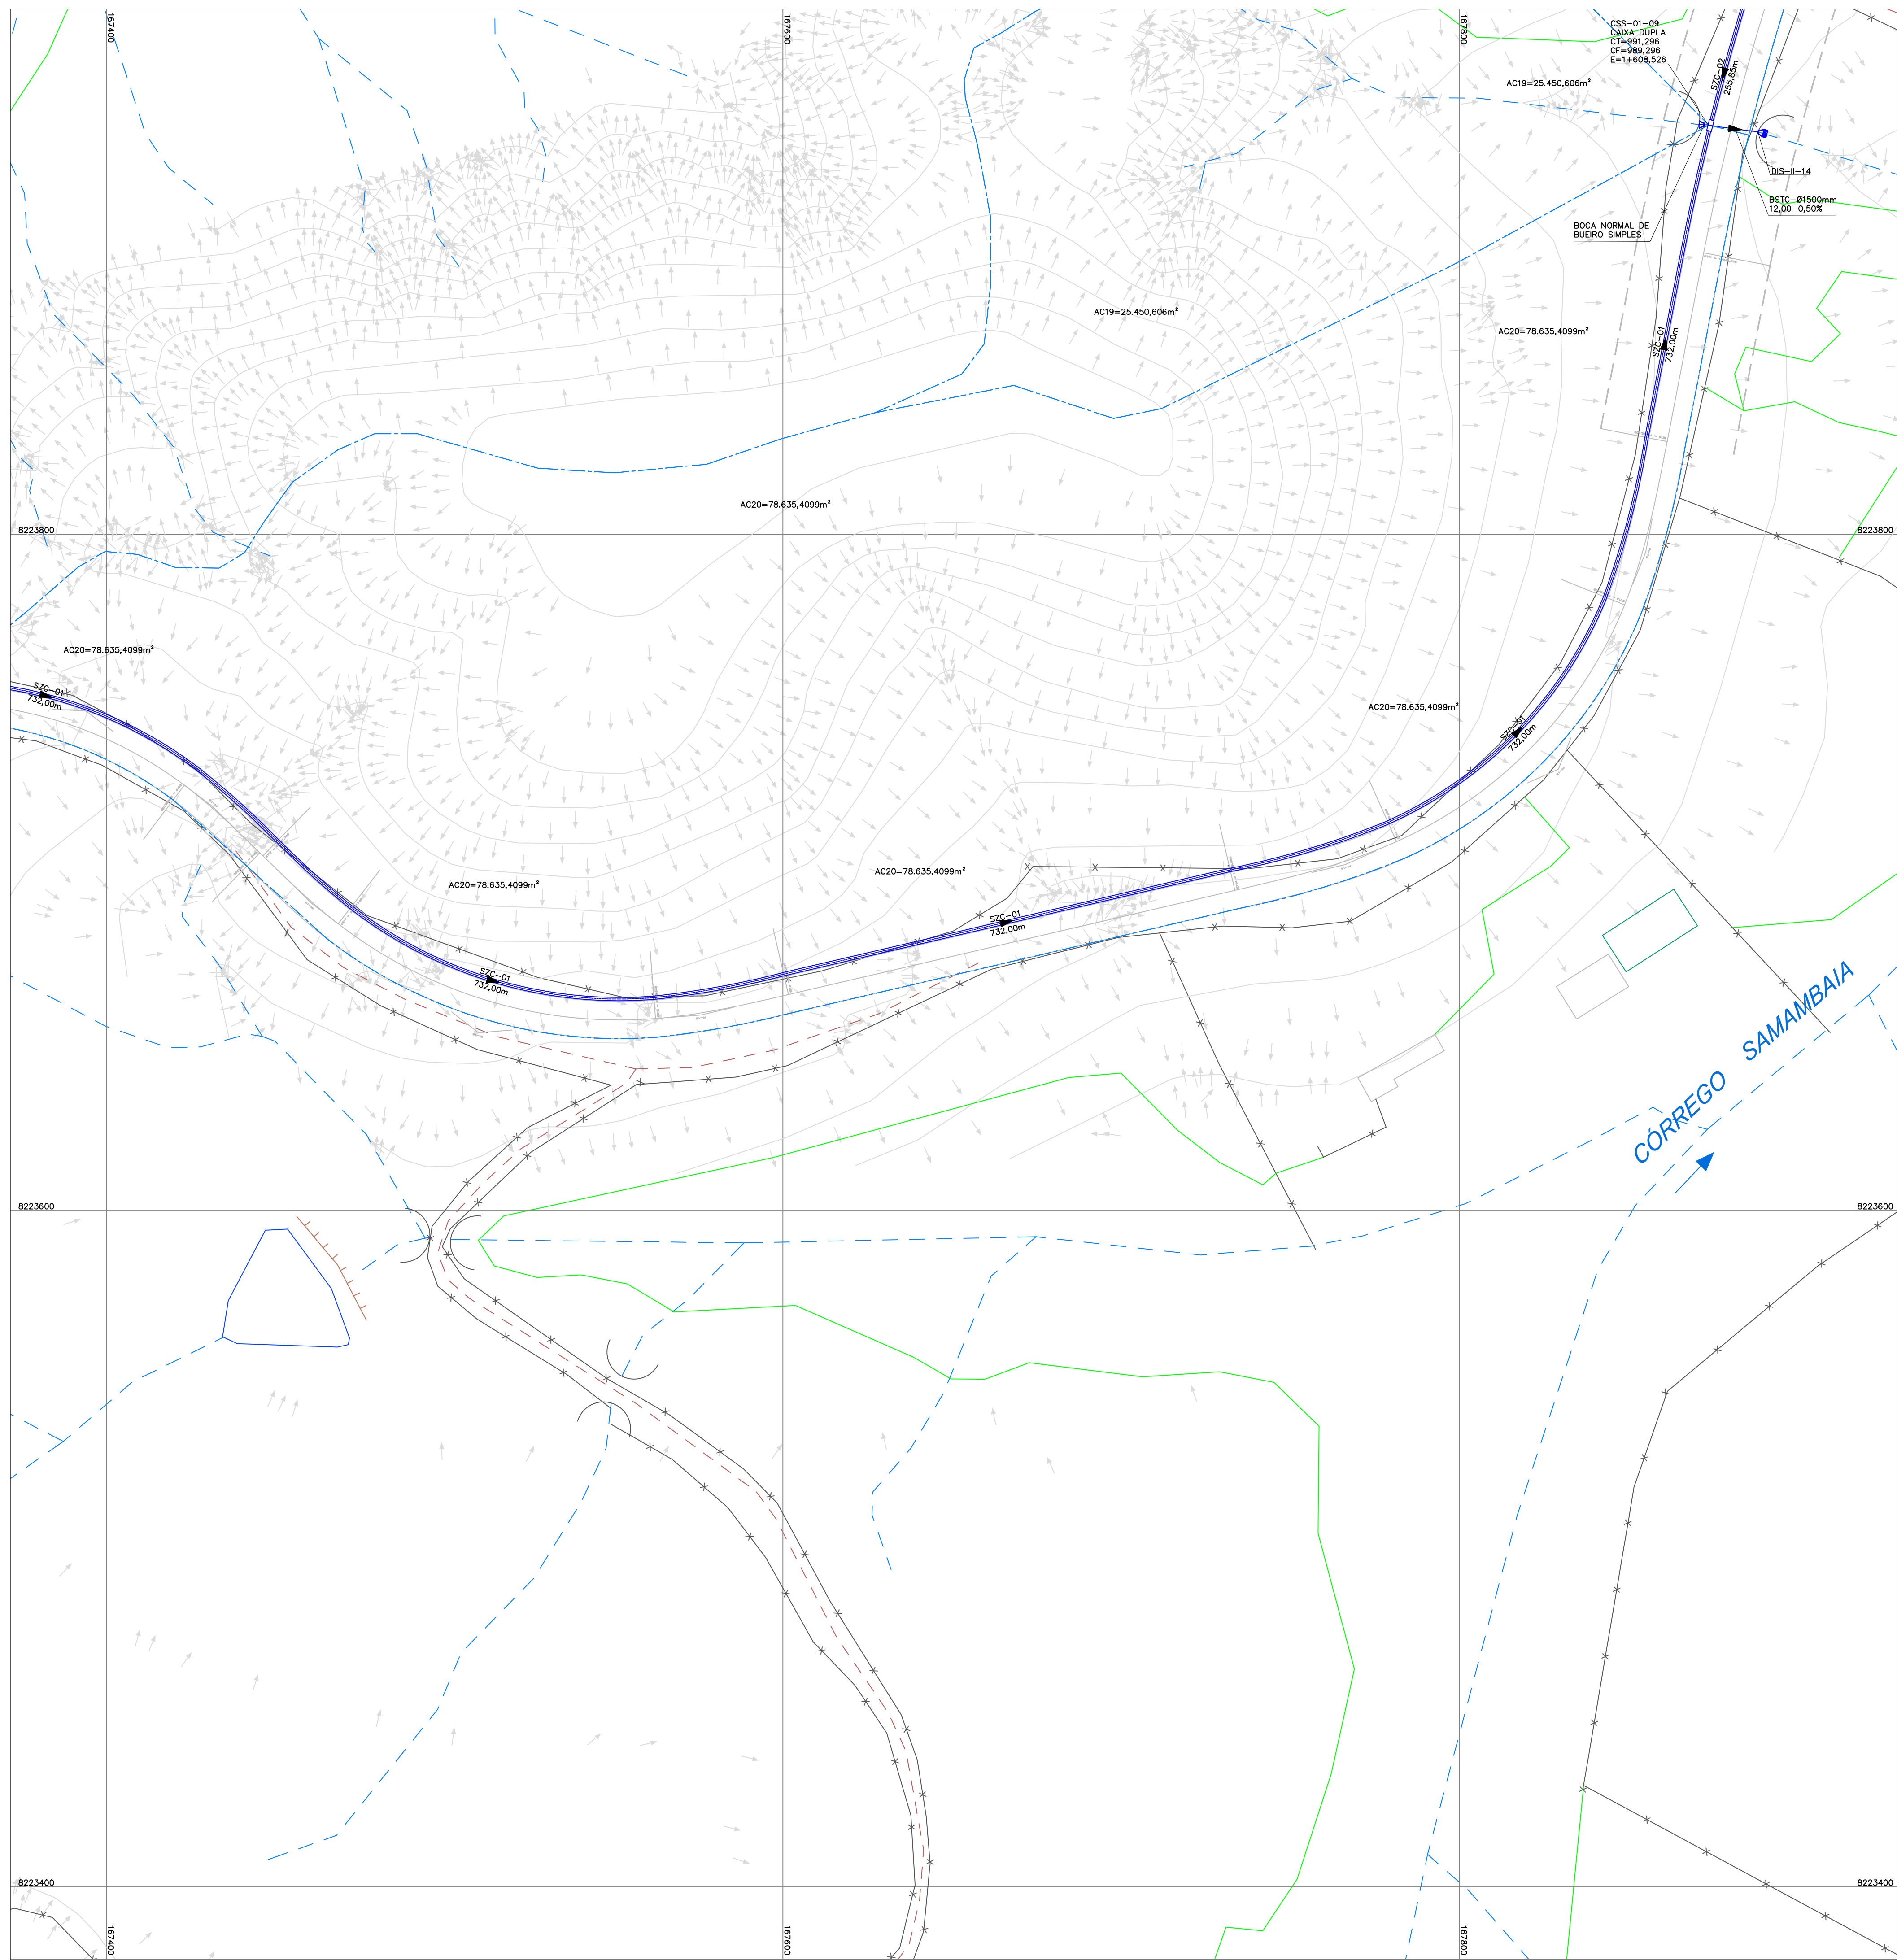 167400
167600
167800
CSS-01-09
CAIXA DUPLA
CT=991,296
CF=989,296
E=1+608,526
SZC-02
255,85m
AC19=25.450,606m²
DIS-II-14
BSTC-Ø1500mm
12,00-0,50%
BOCA NORMAL DE
BUEIRO SIMPLES
AC19=25.450,606m²
AC20=78.635,4099m²
SZC-01
732,00m
AC20=78.635,4099m²
8223800
8223800
AC20=78.635,4099m²
SZC-01
732,00m
AC20=78.635,4099m²
SZC-01
732,00m
AC20=78.635,4099m²
AC20=78.635,4099m²
SZC-01
732,00m
SZC-01
732,00m
CÓRREGO SAMAMBAIA
8223600
8223600
8223400
8223400
167400
167600
167800